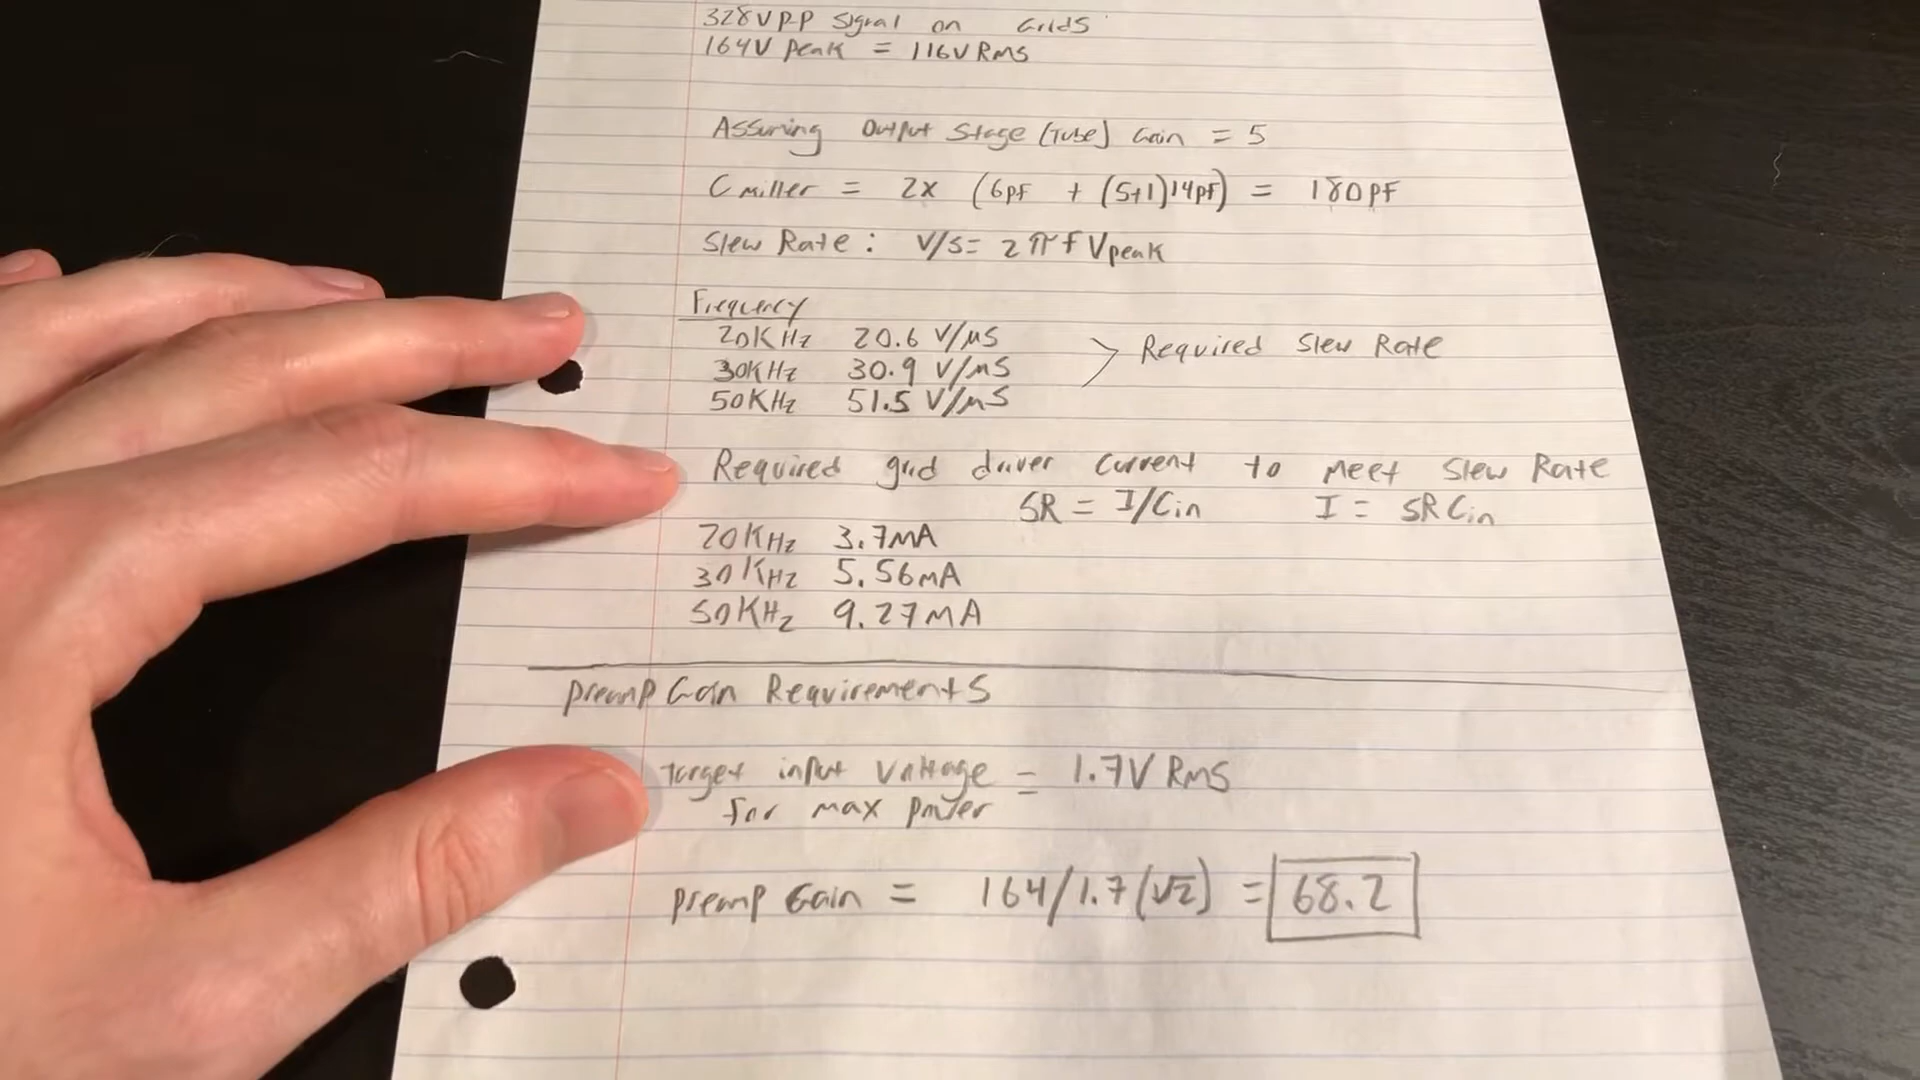 328V P-P Signal on Grids
164V Peak = 116V RMS
Assuming Output Stage (Tube) Gain = 5
C miller = 2x (6pf + (5+1)14pf) = 180pf
Slew Rate: V/S = 2πf Vpeak
Frequency
20KHz 20.6 V/μS
30KHz 30.9 V/μS
50KHz 51.5 V/μS
> Required Slew Rate
Required grid driver current to meet Slew Rate
SR = I/Cin I = SRCin
20KHz 3.7MA
30KHz 5.56MA
50KHz 9.27MA
Preamp Gain Requirements
Target input Voltage = 1.7V RMS
for max power
Preamp Gain = 164/1.7(√2) = 68.2